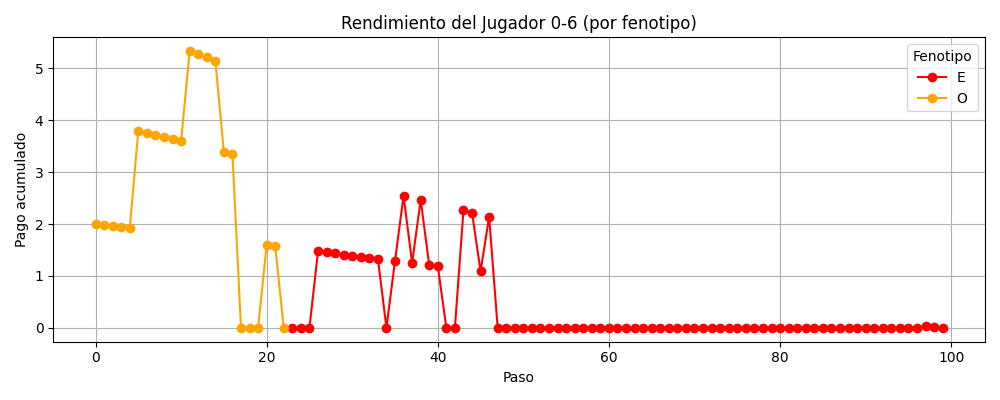 Rendimiento del Jugador 0-6 (por fenotipo)
Pago acumulado
5
4
3
2
1
0
0
20
40
60
80
100
Paso
Fenotipo
E
O